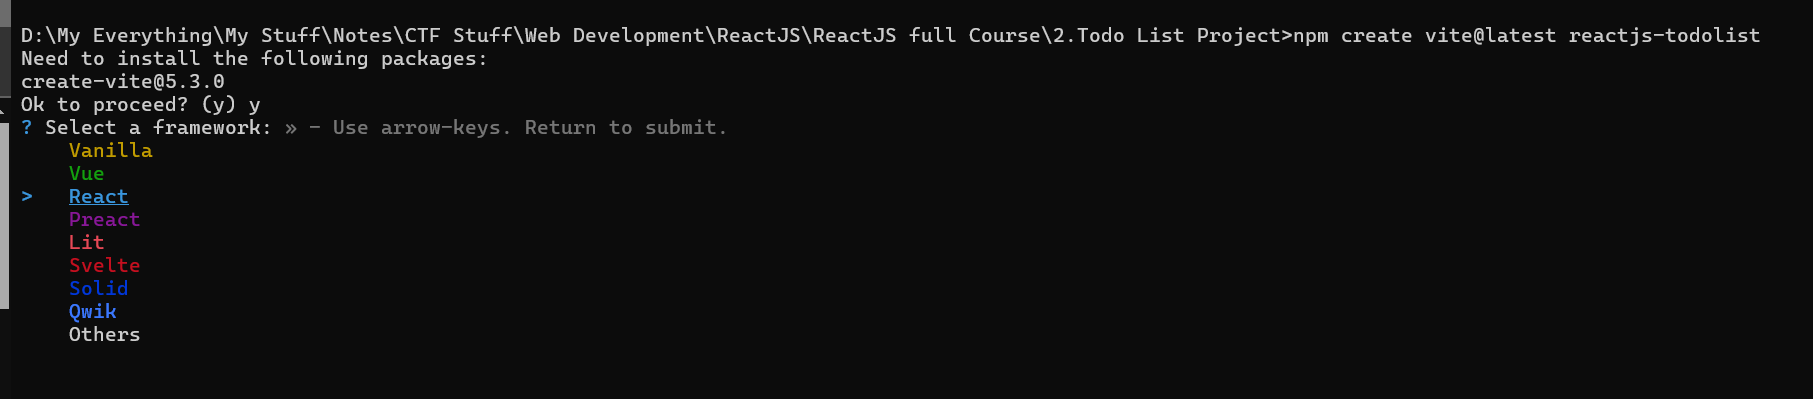 D:\My Everything\My Stuff\Notes\CTF Stuff\Web Development\ReactJS\ReactJS full Course\2.Todo List Project>npm create vite@latest reactjs-todolist
Need to install the following packages:
create-vite@5.3.0
Ok to proceed? (y) y
? Select a framework: » - Use arrow-keys. Return to submit.
Vanilla
Vue
> React
Preact
Lit
Svelte
Solid
Qwik
Others